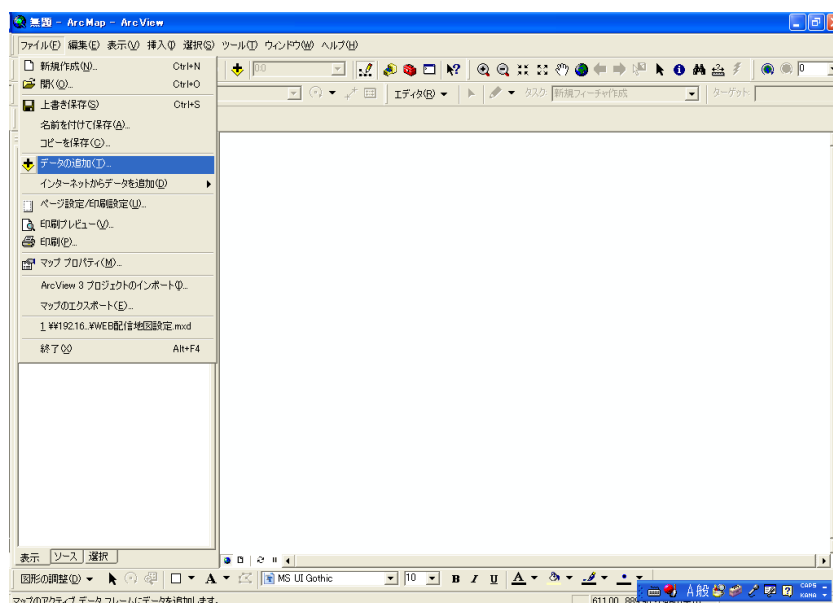 無題 - ArcMap - ArcView
ファイル(F) 編集(E) 表示(V) 挿入(I) 選択(S) ツール(T) ウィンドウ(W) ヘルプ(H)
新規作成(N)... Ctrl+N
開く(O)... Ctrl+O
上書き保存(S) Ctrl+S
名前を付けて保存(A)...
コピーを保存(C)...
データの追加(T)...
インターネットからデータを追加(D)
ページ設定/印刷設定(U)...
印刷プレビュー(V)...
印刷(P)...
マップ プロパティ(M)...
ArcView 3 プロジェクトのインポート(I)...
マップのエクスポート(E)...
1 ¥¥192.16..¥WEB配信地図設定.mxd
終了(X) Alt+F4
エディタ(R) タスク: 新規フィーチャ作成 ターゲット:
表示 ソース 選択
図形の調整(D) A MS UI Gothic 10 B I U A
マップのアクティブ データ フレームにデータを追加します。
A 般 CAPS KANA